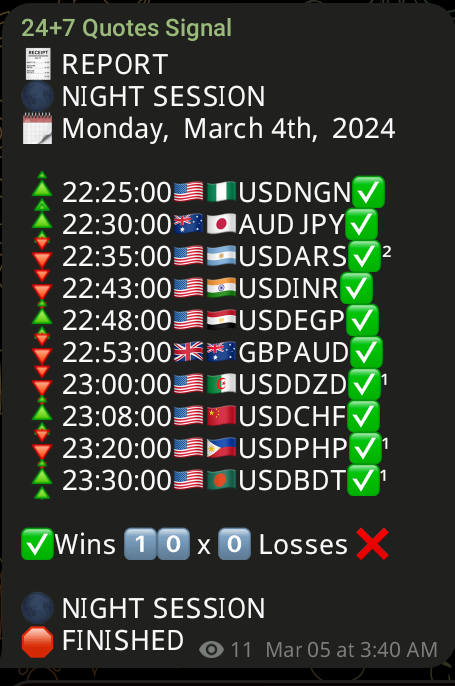 24+7 Quotes Signal
🧾 REPORT
🌑 NIGHT SESSION
🗓 Monday, March 4th, 2024
22:25:00🇺🇸🇳🇬USDNGN✅
22:30:00🇦🇺🇯🇵AUD JPY✅
22:35:00🇺🇸🇦🇷USDARS✅²
22:43:00🇺🇸🇮🇳USDINR✅
22:48:00🇺🇸🇪🇬USDEGP✅
22:53:00🇬🇧🇦🇺GBPAUD✅
23:00:00🇺🇸🇩🇿USDDZD✅¹
23:08:00🇺🇸🇨🇳USDCHF✅
23:20:00🇺🇸🇵🇭USDPHP✅¹
23:30:00🇺🇸🇧🇩USDBDT✅¹
✅Wins 1️⃣0️⃣ x 0️⃣ Losses ❌
🌑 NIGHT SESSION
🛑 FINISHED
11 Mar 05 at 3:40 AM